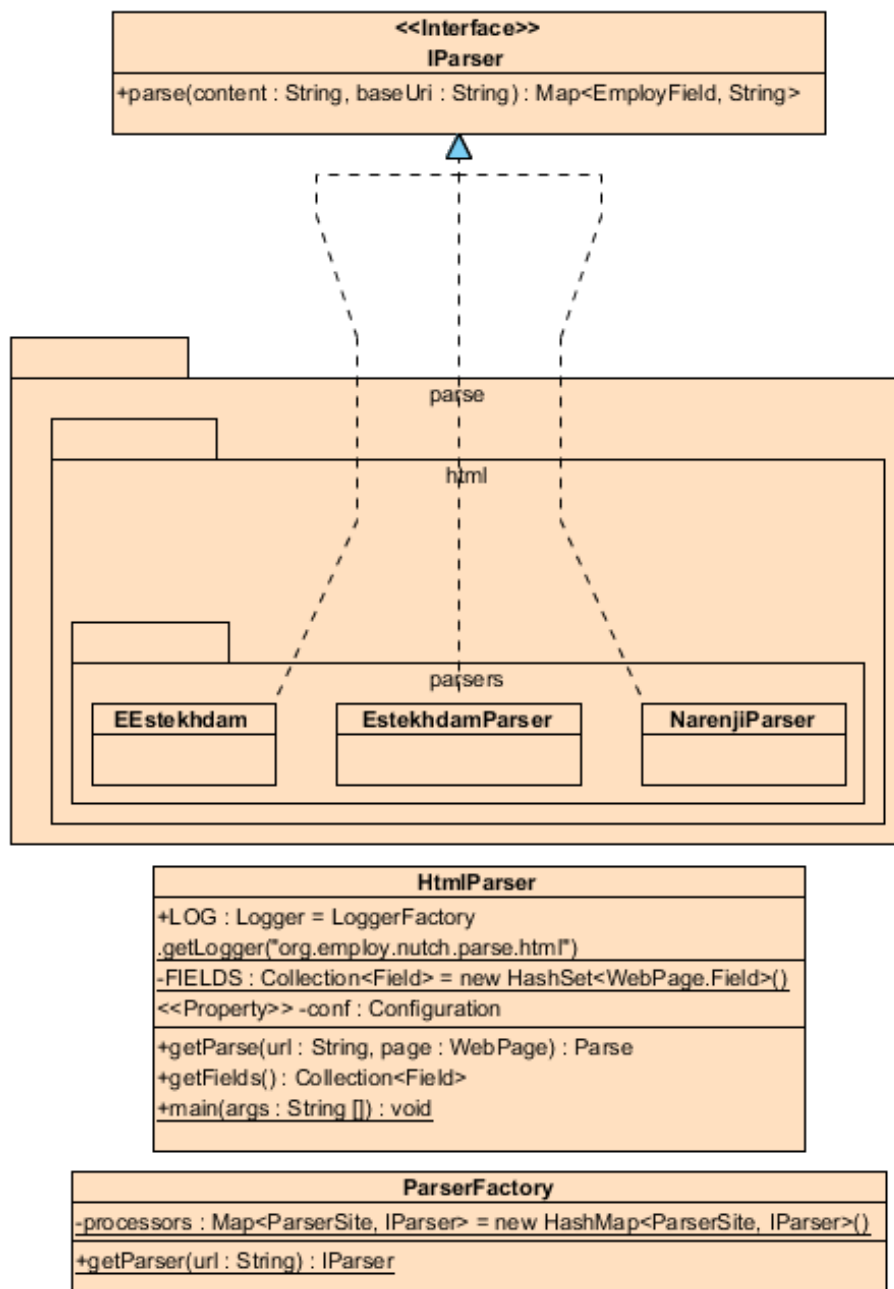 <<Interface>>
IParser
+parse(content : String, baseUri : String) : Map<EmployField, String>
parse
html
parsers
EEstekhdam
EstekhdamParser
NarenjiParser
HtmlParser
+LOG : Logger = LoggerFactory
.getLogger("org.employ.nutch.parse.html")
-FIELDS : Collection<Field> = new HashSet<WebPage.Field>()
<<Property>> -conf : Configuration
+getParse(url : String, page : WebPage) : Parse
+getFields() : Collection<Field>
+main(args : String []) : void
ParserFactory
-processors : Map<ParserSite, IParser> = new HashMap<ParserSite, IParser>()
+getParser(url : String) : IParser